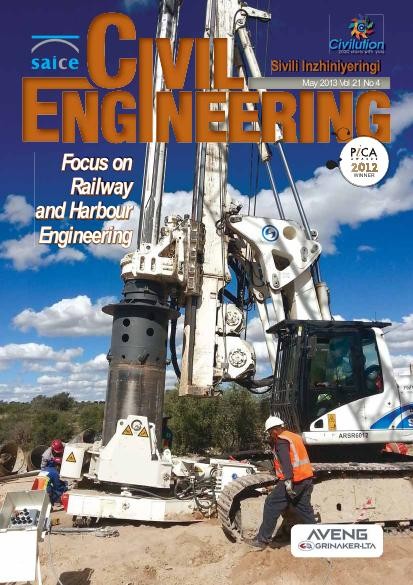 saice
CIVIL
ENGINEERING
Civilution
Sivili Inzhiniyeringi
May 2013 Vol 21 No 4
PICA
AWARDS
2012
WINNER
Focus on
Railway
and Harbour
Engineering
ARSR6012
AVENG
GRINAKER-LTA